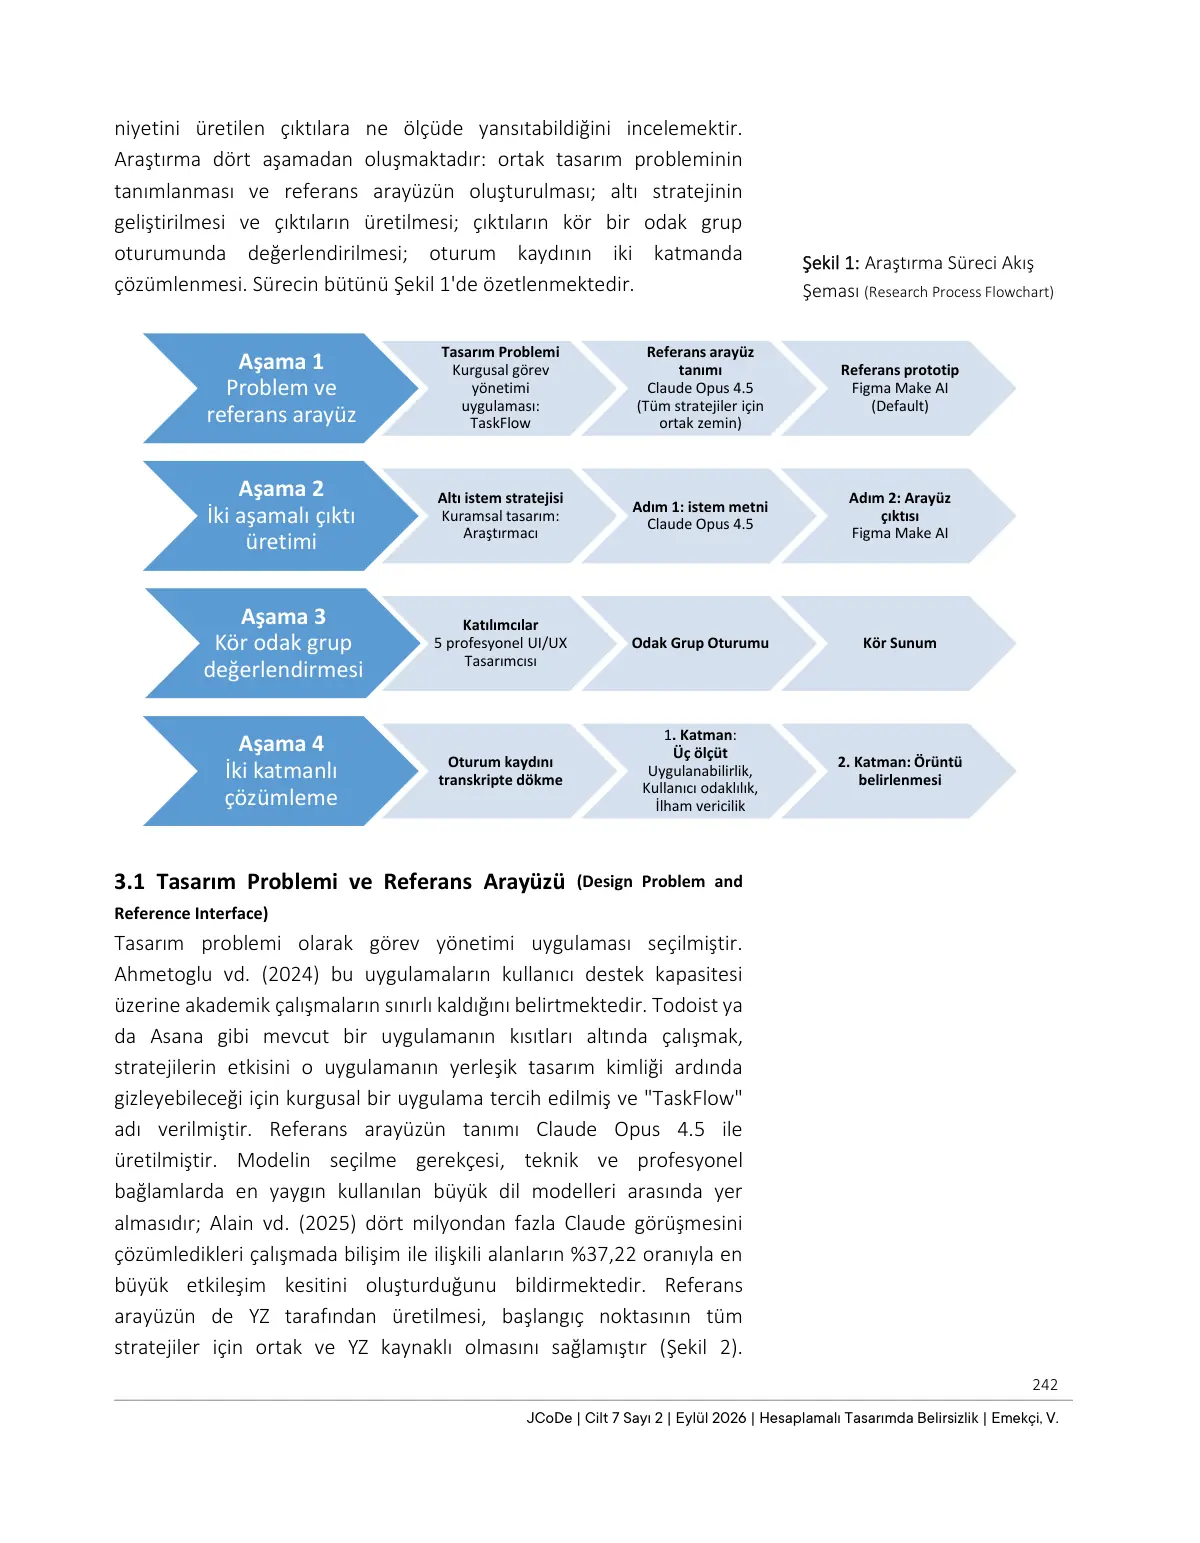 niyetini üretilen çıktılara ne ölçüde yansıtabildiğini incelemektir.
Araştırma dört aşamadan oluşmaktadır: ortak tasarım probleminin
tanımlanması ve referans arayüzün oluşturulması; altı stratejinin
geliştirilmesi ve çıktıların üretilmesi; çıktıların kör bir odak grup
oturumunda değerlendirilmesi; oturum kaydının iki katmanda
çözümlenmesi. Sürecin bütünü Şekil 1'de özetlenmektedir.
Şekil 1: Araştırma Süreci Akış
Şeması (Research Process Flowchart)
Aşama 1
Problem ve
referans arayüz
Tasarım Problemi
Kurgusal görev
yönetimi
uygulaması:
TaskFlow
Referans arayüz
tanımı
Claude Opus 4.5
(Tüm stratejiler için
ortak zemin)
Referans prototip
Figma Make AI
(Default)
Aşama 2
İki aşamalı çıktı
üretimi
Altı istem stratejisi
Kuramsal tasarım:
Araştırmacı
Adım 1: istem metni
Claude Opus 4.5
Adım 2: Arayüz
çıktısı
Figma Make AI
Aşama 3
Kör odak grup
değerlendirmesi
Katılımcılar
5 profesyonel UI/UX
Tasarımcısı
Odak Grup Oturumu
Kör Sunum
Aşama 4
İki katmanlı
çözümleme
Oturum kaydını
transkripte dökme
1. Katman:
Üç ölçüt
Uygulanabilirlik,
Kullanıcı odaklılık,
İlham vericilik
2. Katman: Örüntü
belirlenmesi
3.1 Tasarım Problemi ve Referans Arayüzü (Design Problem and
Reference Interface)
Tasarım problemi olarak görev yönetimi uygulaması seçilmiştir.
Ahmetoglu vd. (2024) bu uygulamaların kullanıcı destek kapasitesi
üzerine akademik çalışmaların sınırlı kaldığını belirtmektedir. Todoist ya
da Asana gibi mevcut bir uygulamanın kısıtları altında çalışmak,
stratejilerin etkisini o uygulamanın yerleşik tasarım kimliği ardında
gizleyebileceği için kurgusal bir uygulama tercih edilmiş ve "TaskFlow"
adı verilmiştir. Referans arayüzün tanımı Claude Opus 4.5 ile
üretilmiştir. Modelin seçilme gerekçesi, teknik ve profesyonel
bağlamlarda en yaygın kullanılan büyük dil modelleri arasında yer
almasıdır; Alain vd. (2025) dört milyondan fazla Claude görüşmesini
çözümledikleri çalışmada bilişim ile ilişkili alanların %37,22 oranıyla en
büyük etkileşim kesitini oluşturduğunu bildirmektedir. Referans
arayüzün de YZ tarafından üretilmesi, başlangıç noktasının tüm
stratejiler için ortak ve YZ kaynaklı olmasını sağlamıştır (Şekil 2).
242
JCoDe | Cilt 7 Sayı 2 | Eylül 2026 | Hesaplamalı Tasarımda Belirsizlik | Emekçi, V.